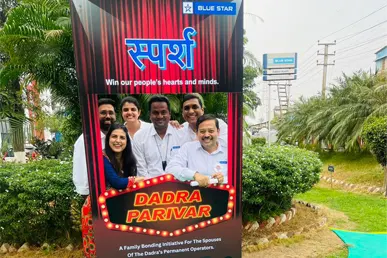 BLUE STAR
स्पर्श
Win our people's hearts and minds.
DADRA
PARIVAR
A Family Bonding Initiative For The Spouses
Of The Dadra's Permanent Operators.